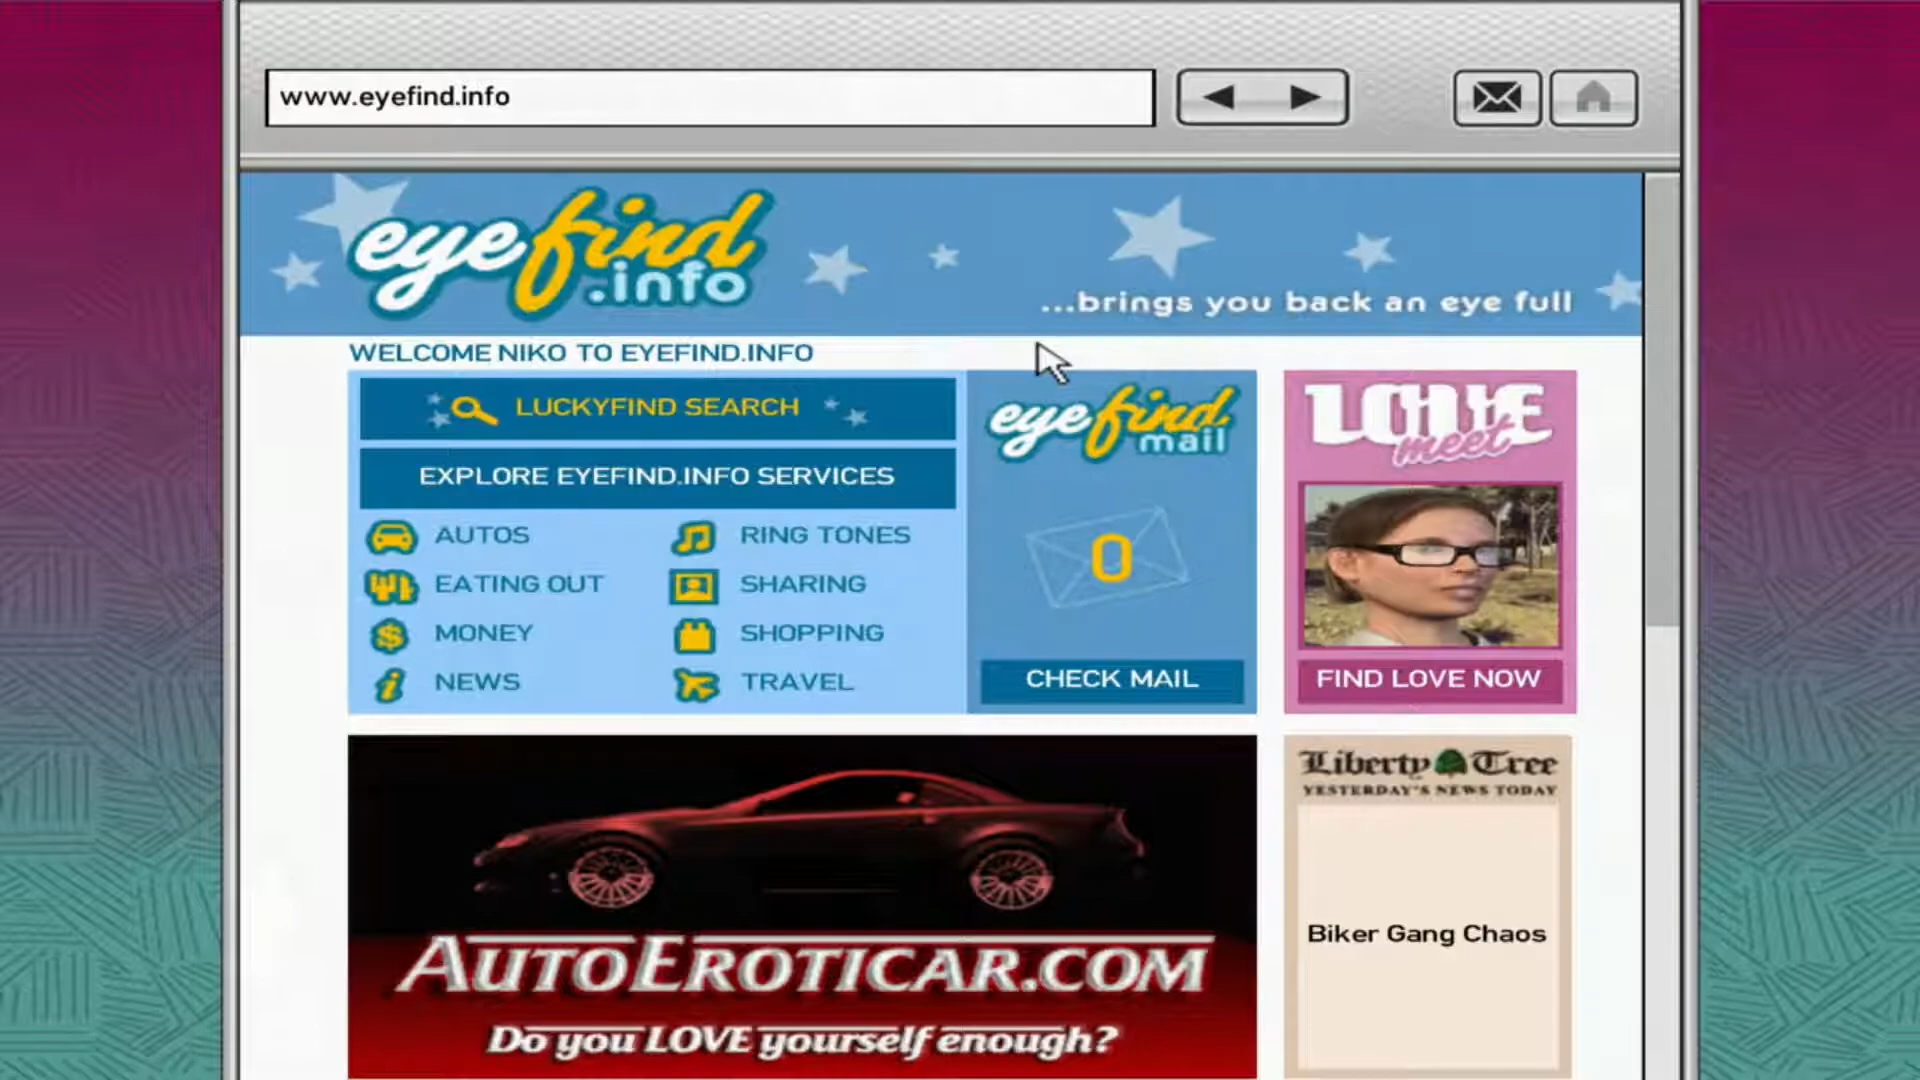 www.eyefind.info
eyefind
.info
...brings you back an eye full
WELCOME NIKO TO EYEFIND.INFO
LUCKYFIND SEARCH
EXPLORE EYEFIND.INFO SERVICES
AUTOS
RING TONES
EATING OUT
SHARING
MONEY
SHOPPING
NEWS
TRAVEL
eyefind
mail
0
CHECK MAIL
LOVE
meet
FIND LOVE NOW
AUTOEROTICAR.COM
Do you LOVE yourself enough?
Liberty Tree
YESTERDAY'S NEWS TODAY
Biker Gang Chaos